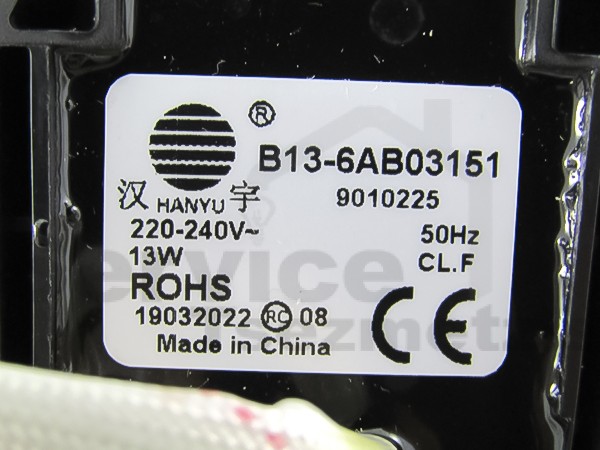 ®
B13-6AB03151
汉 HANYU 宇
9010225
220-240V~ 50Hz
13W CL.F
ROHS
19032022 RC 08
Made in China
CE
service